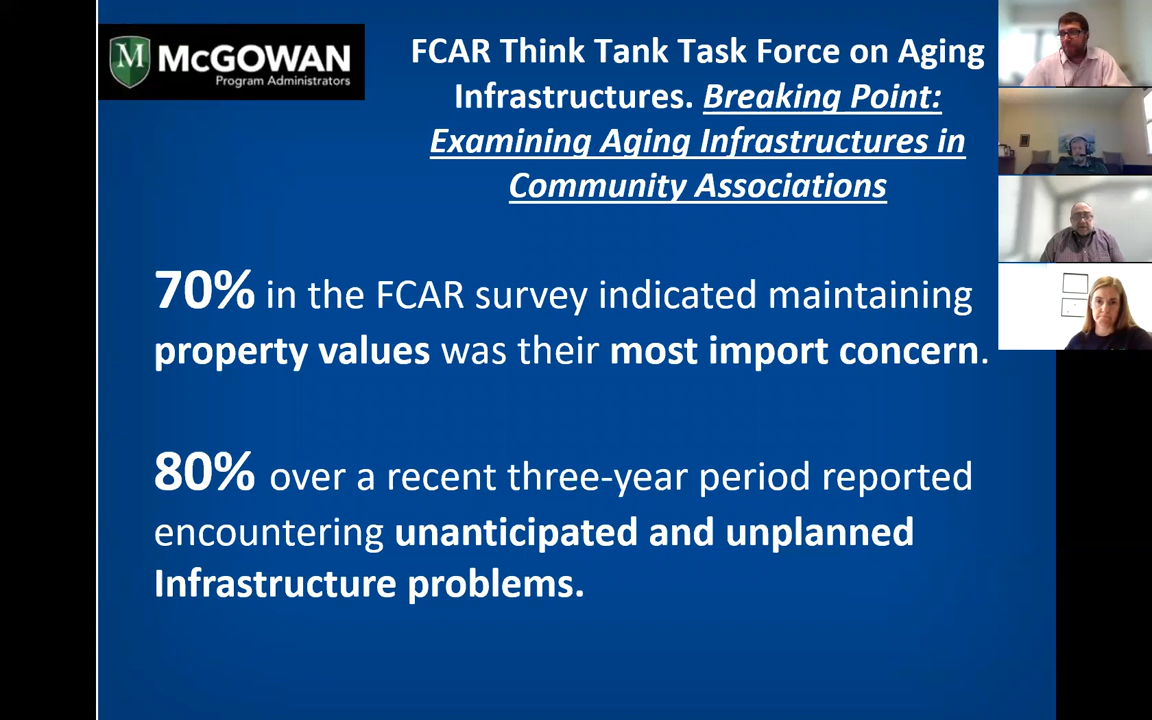 M McGOWAN
Program Administrators
FCAR Think Tank Task Force on Aging
Infrastructures. Breaking Point:
Examining Aging Infrastructures in
Community Associations
70% in the FCAR survey indicated maintaining
property values was their most import concern.
80% over a recent three-year period reported
encountering unanticipated and unplanned
Infrastructure problems.